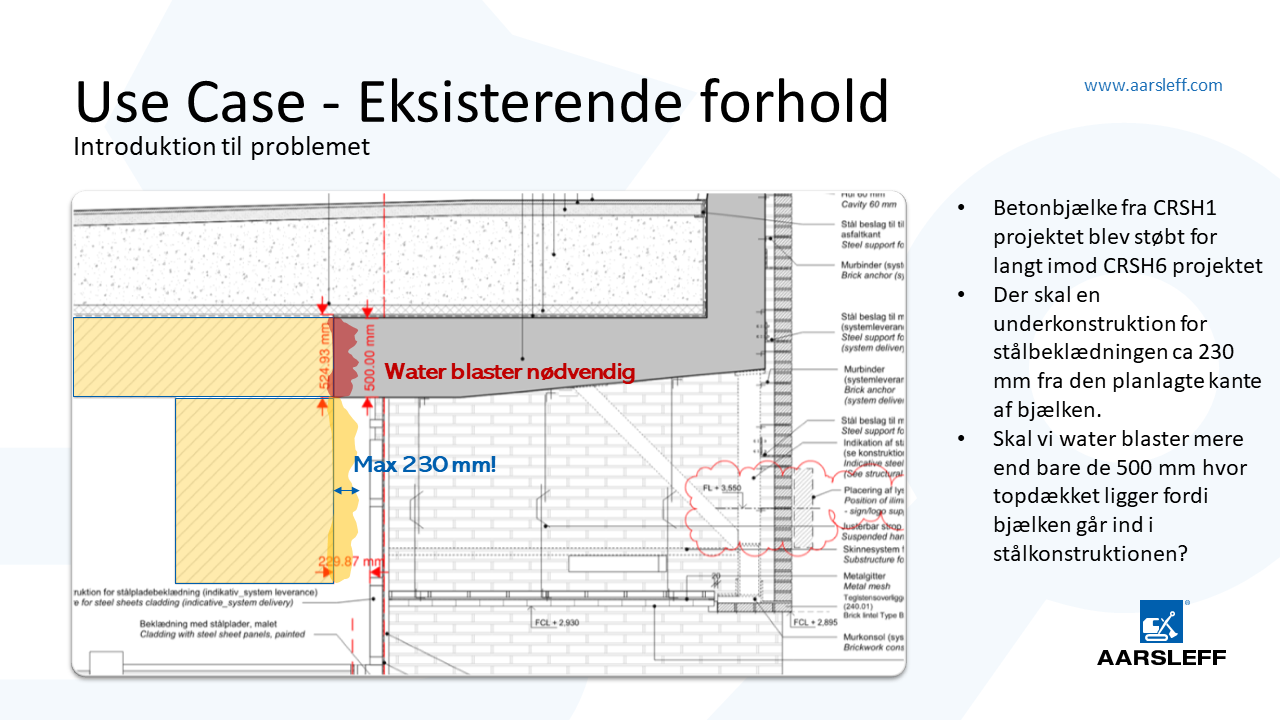 Use Case - Eksisterende forhold
www.aarsleff.com
Introduktion til problemet
Cavity 60 mm
Stål beslag til til
asfaltkant
Steel support fo
Murbinder (syst
Brick anchor (s
Stål beslag til m
(systemleveran
Steel support fo
(system deliver
524.93 mm
500.00 mm
Water blaster nødvendig
Murbinder
(systemleverar
Brick anchor
(system delive
Stål beslag til m
Steel support fo
Indikation af stå
(se konstruktio
Indicative steel
(See structural
Max 230 mm!
FL + 3,550
Placering af lys
Position of illm
- sign/logo sup
Justerbar strop
Suspended han
Skinnesystem f
Substructure fo
229.87 mm
20
Metalgitter
Metal mesh
Teglstensoverligg
(240.01)
Brick lintel Type B
ruktion for stålpladebeklædning (indikativ_system leverance)
e for steel sheets cladding (indicative_system delivery)
Beklædning med stålplader, malet
Cladding with steel sheet panels, painted
FCL + 2,930
FCL + 2,895
Murkonsol (sys
Brickwork cons
• Betonbjælke fra CRSH1
projektet blev støbt for
langt imod CRSH6 projektet
• Der skal en
underkonstruktion for
stålbeklædningen ca 230
mm fra den planlagte kante
af bjælken.
• Skal vi water blaster mere
end bare de 500 mm hvor
topdækket ligger fordi
bjælken går ind i
stålkonstruktionen?
AARSLEFF